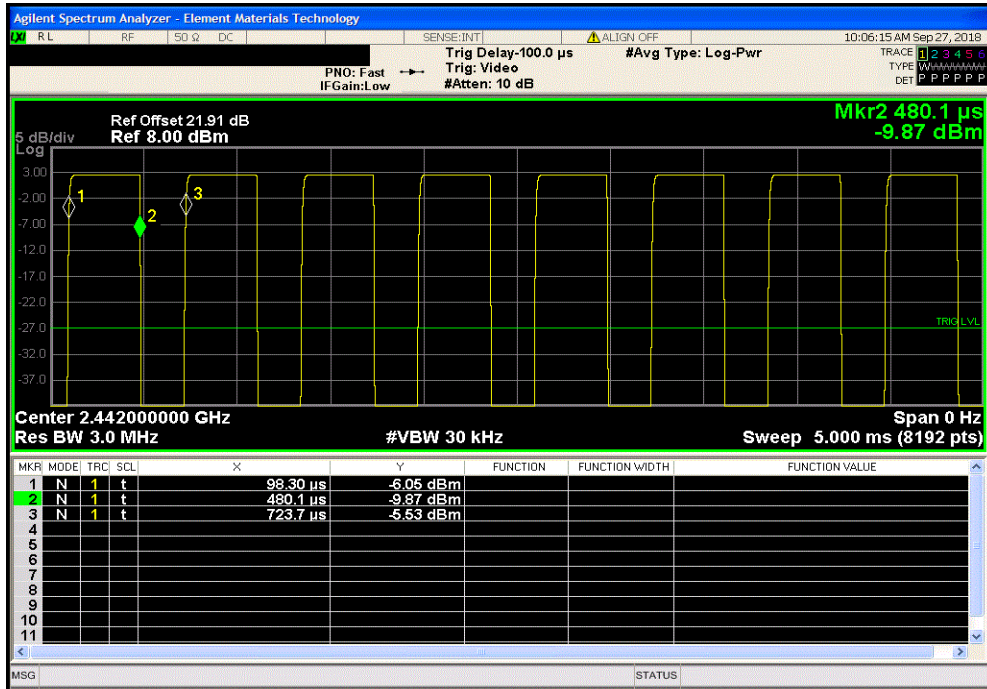 Agilent Spectrum Analyzer - Element Materials Technology
LXI RL RF 50 Ω DC SENSE:INT ALIGN OFF 10:06:15 AM Sep 27, 2018
Trig Delay-100.0 µs #Avg Type: Log-Pwr TRACE 1 2 3 4 5 6
PNO: Fast Trig: Video TYPE WWWWWW
IFGain:Low #Atten: 10 dB DET P P P P P P
Mkr2 480.1 µs
-9.87 dBm
Ref Offset 21.91 dB
5 dB/div Ref 8.00 dBm
Log
3.00
-2.00
-7.00
-12.0
-17.0
-22.0
-27.0
-32.0
-37.0
1
2
3
TRIG LVL
Center 2.442000000 GHz Span 0 Hz
Res BW 3.0 MHz #VBW 30 kHz Sweep 5.000 ms (8192 pts)
MKR MODE TRC SCL X Y FUNCTION FUNCTION WIDTH FUNCTION VALUE
1 N 1 t 98.30 µs -6.05 dBm
2 N 1 t 480.1 µs -9.87 dBm
3 N 1 t 723.7 µs -5.53 dBm
4
5
6
7
8
9
10
11
MSG STATUS